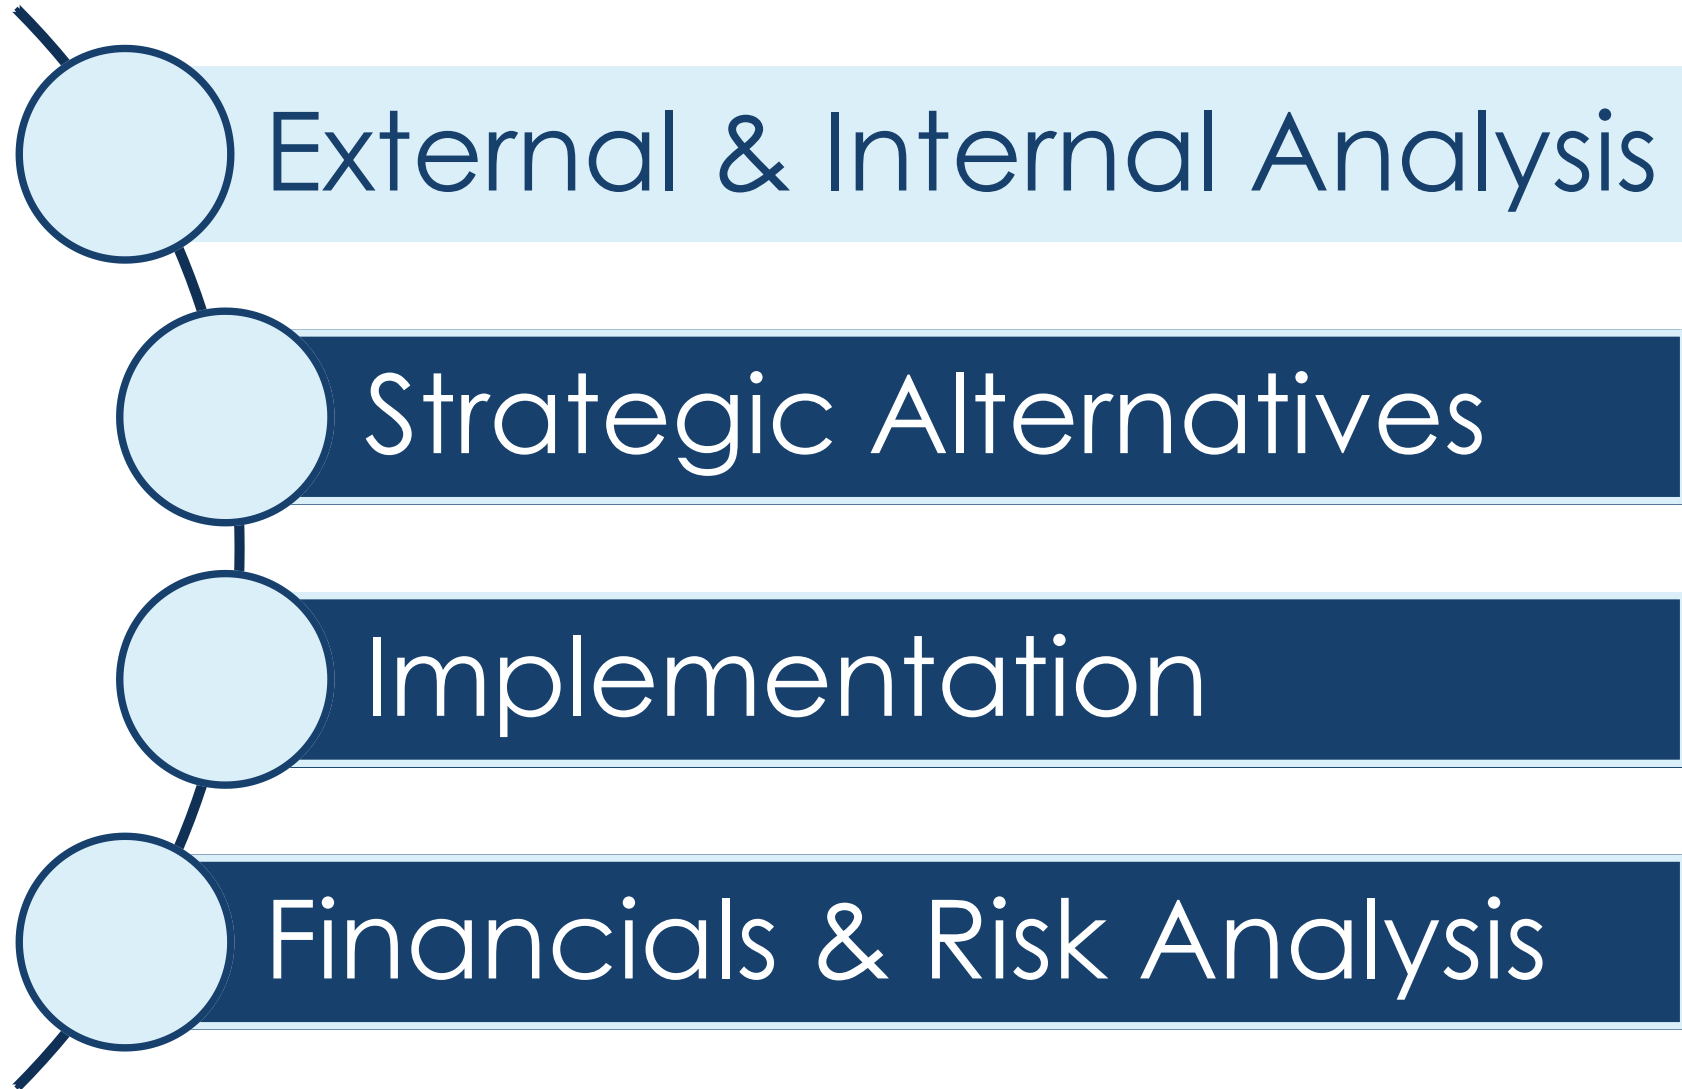 External & Internal Analysis
Strategic Alternatives
Implementation
Financials & Risk Analysis